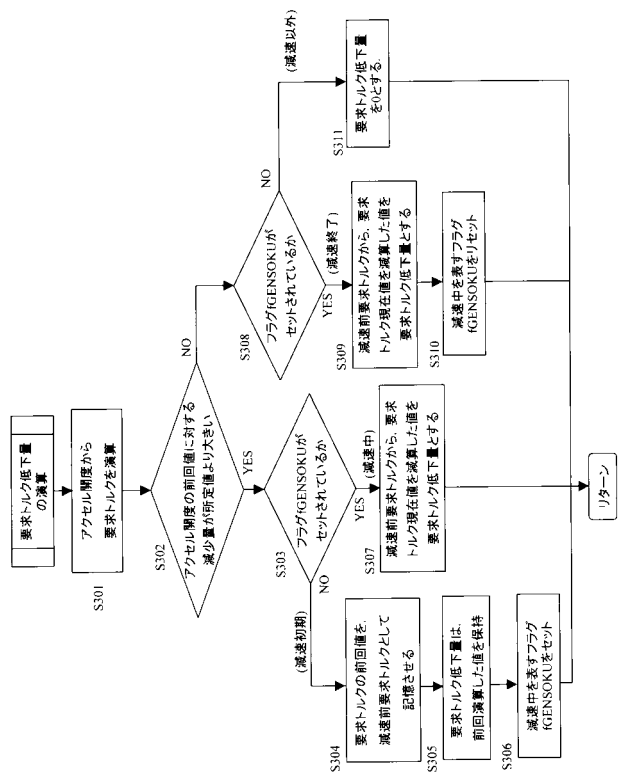 要求トルク低下量
の演算
S301
アクセル開度から
要求トルクを演算
S302
アクセル開度の前回値に対する
減少量が所定値より大きい
NO
YES
S303
フラグfGENSOKUが
セットされているか
NO
(減速初期)
YES
(減速中)
S304
要求トルクの前回値を,
減速前要求トルクとして
記憶させる
S305
要求トルク低下量は,
前回演算した値を保持
S306
減速中を表すフラグ
fGENSOKUをセット
S307
減速前要求トルクから, 要求
トルク現在値を減算した値を
要求トルク低下量とする
S308
フラグfGENSOKUが
セットされているか
NO
(減速以外)
YES
(減速終了)
S309
減速前要求トルクから, 要求
トルク現在値を減算した値を
要求トルク低下量とする
S310
減速中を表すフラグ
fGENSOKUをリセット
S311
要求トルク低下量
を0とする.
リターン